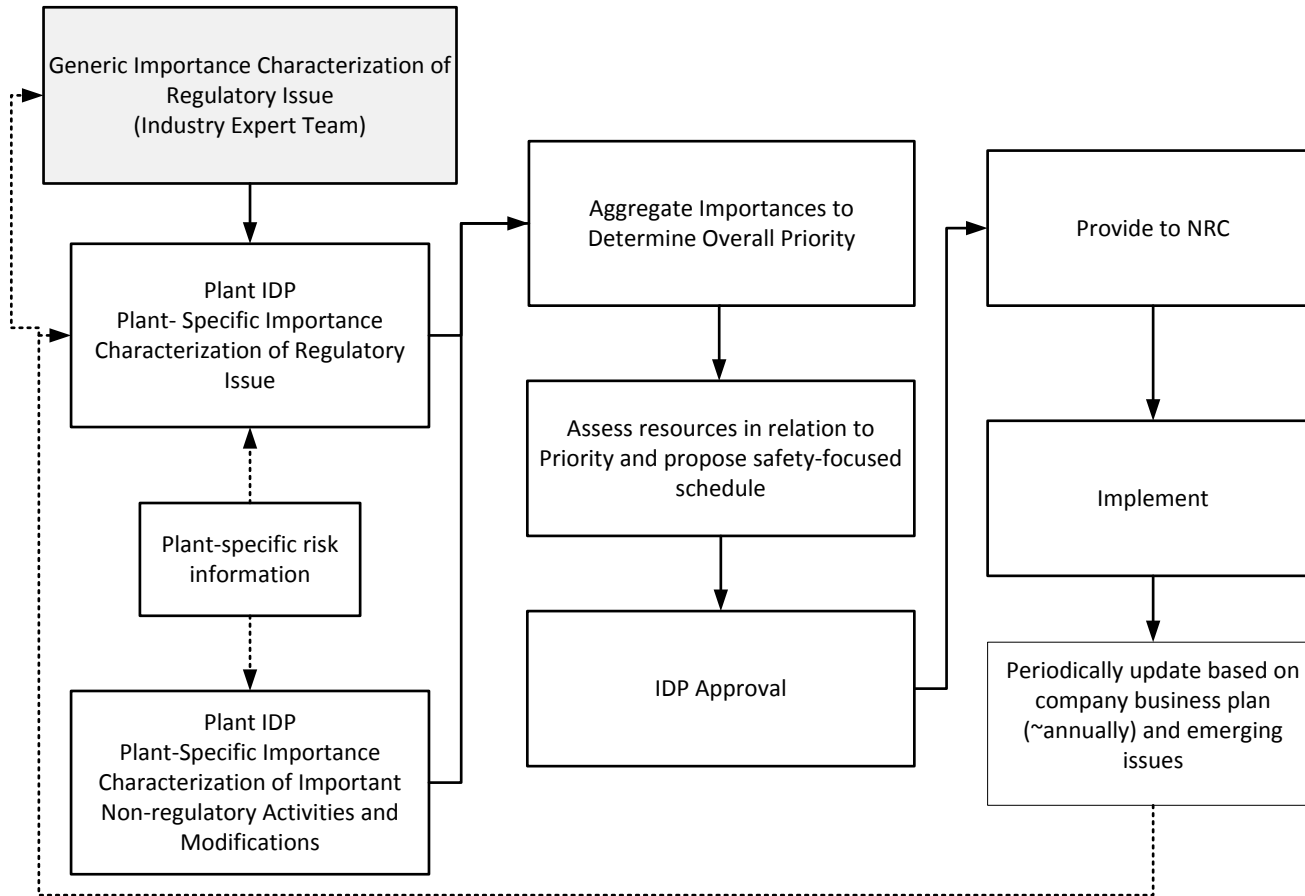 Generic Importance Characterization of
Regulatory Issue
(Industry Expert Team)
Plant IDP
Plant- Specific Importance
Characterization of Regulatory
Issue
Plant-specific risk
information
Plant IDP
Plant-Specific Importance
Characterization of Important
Non-regulatory Activities and
Modifications
Aggregate Importances to
Determine Overall Priority
Assess resources in relation to
Priority and propose safety-focused
schedule
IDP Approval
Provide to NRC
Implement
Periodically update based on
company business plan
(~annually) and emerging
issues